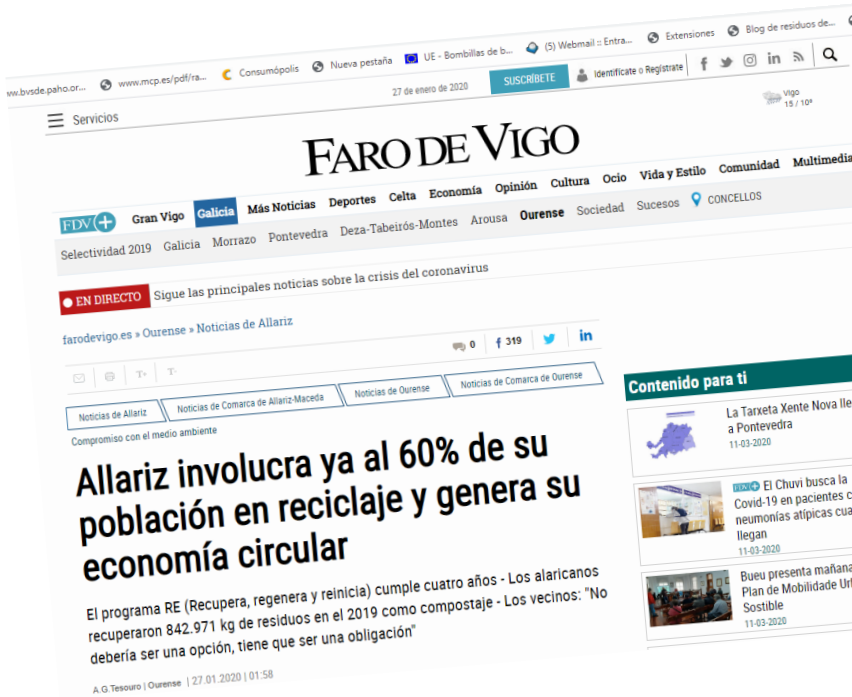 ww.bvsde.paho.or... www.mcp.es/pdf/ra... Consumópolis Nueva pestaña UE - Bombillas de b... (5) Webmail :: Entra... Extensiones Blog de residuos de...
Servicios
27 de enero de 2020 SUSCRÍBETE Identifícate o Regístrate
Vigo
15 / 10º
FARO DE VIGO
FDV+ Gran Vigo Galicia Más Noticias Deportes Celta Economía Opinión Cultura Ocio Vida y Estilo Comunidad Multimedia
Selectividad 2019 Galicia Morrazo Pontevedra Deza-Tabeirós-Montes Arousa Ourense Sociedad Sucesos CONCELLOS
EN DIRECTO Sigue las principales noticias sobre la crisis del coronavirus
farodevigo.es » Ourense » Noticias de Allariz
T+ T- 0 319
Noticias de Allariz Noticias de Comarca de Allariz-Maceda Noticias de Ourense Noticias de Comarca de Ourense
Compromiso con el medio ambiente
Allariz involucra ya al 60% de su
población en reciclaje y genera su
economía circular
El programa RE (Recupera, regenera y reinicia) cumple cuatro años - Los alaricanos
recuperaron 842.971 kg de residuos en el 2019 como compostaje - Los vecinos: "No
debería ser una opción, tiene que ser una obligación"
A.G.Tesouro | Ourense | 27.01.2020 | 01:58
Contenido para ti
La Tarxeta Xente Nova lle
a Pontevedra
11-03-2020
FDV+ El Chuvi busca la
Covid-19 en pacientes c
neumonías atípicas cua
llegan
11-03-2020
Bueu presenta mañana
Plan de Mobilidade Ur
Sostible
11-03-2020